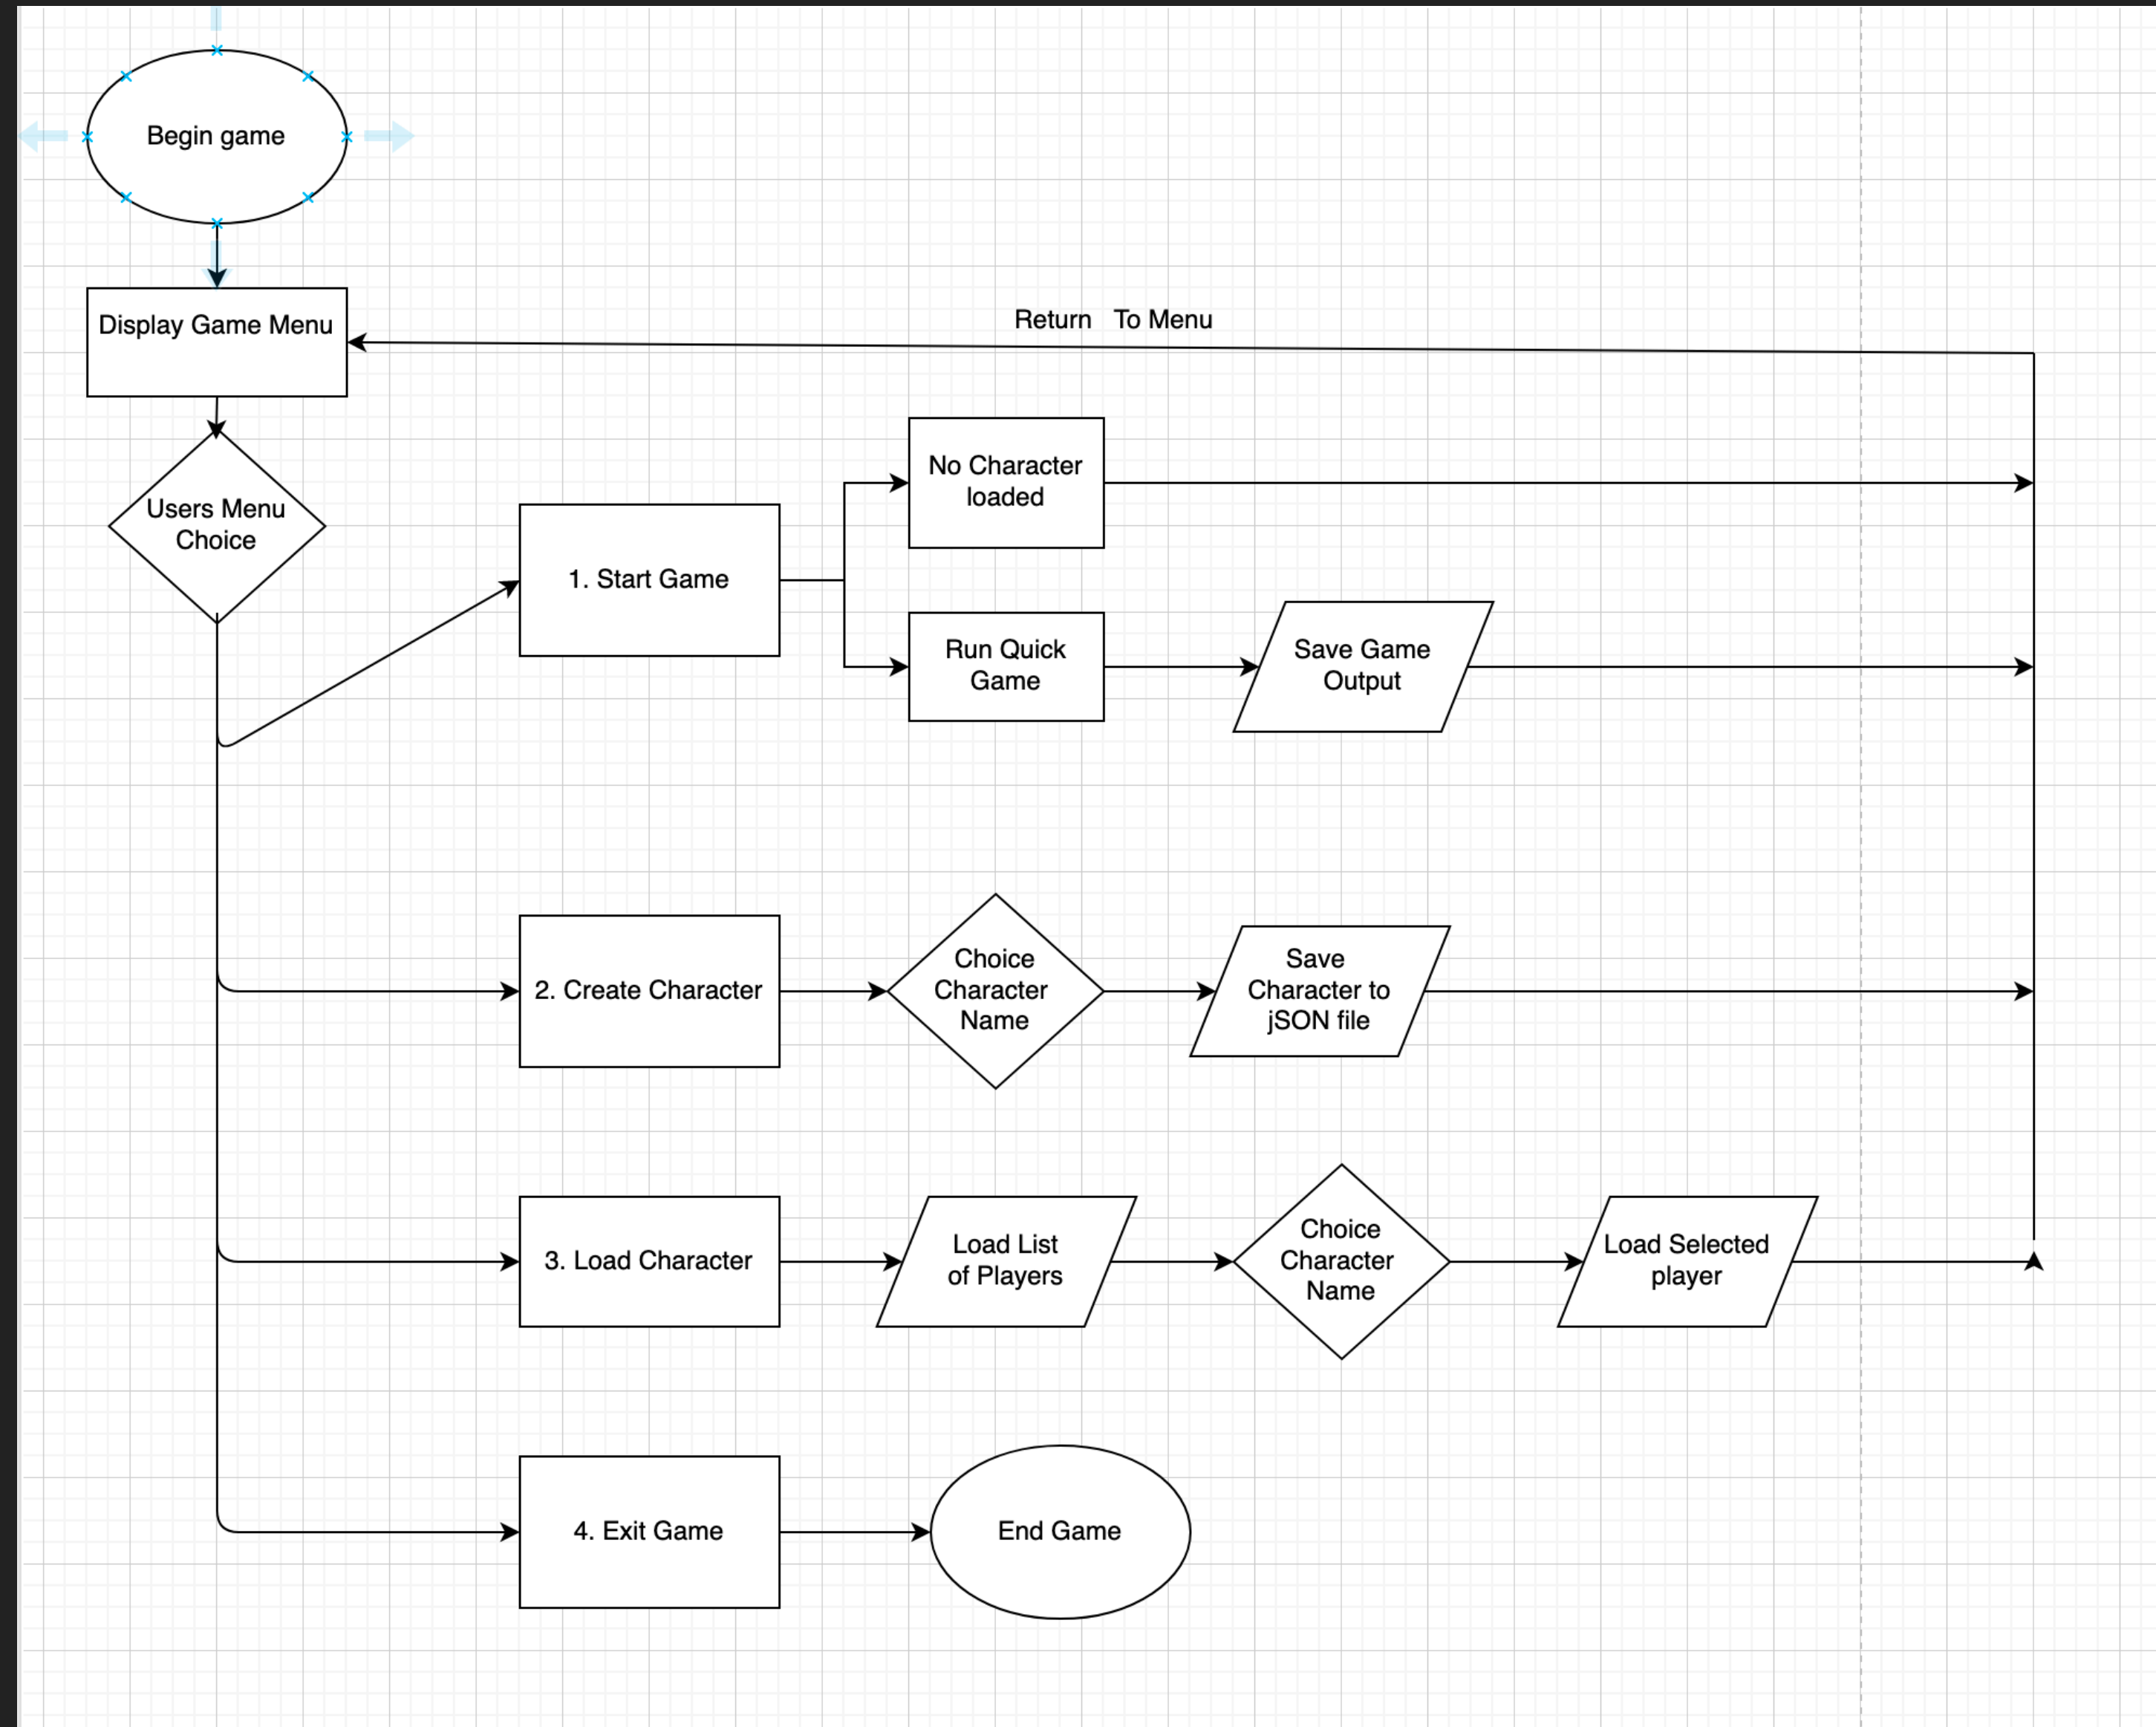 Begin game
Display Game Menu
Return   To Menu
Users Menu
Choice
No Character
loaded
1. Start Game
Run Quick
Game
Save Game
Output
2. Create Character
Choice
Character
Name
Save
Character to
jSON file
3. Load Character
Load List
of Players
Choice
Character
Name
Load Selected
player
4. Exit Game
End Game